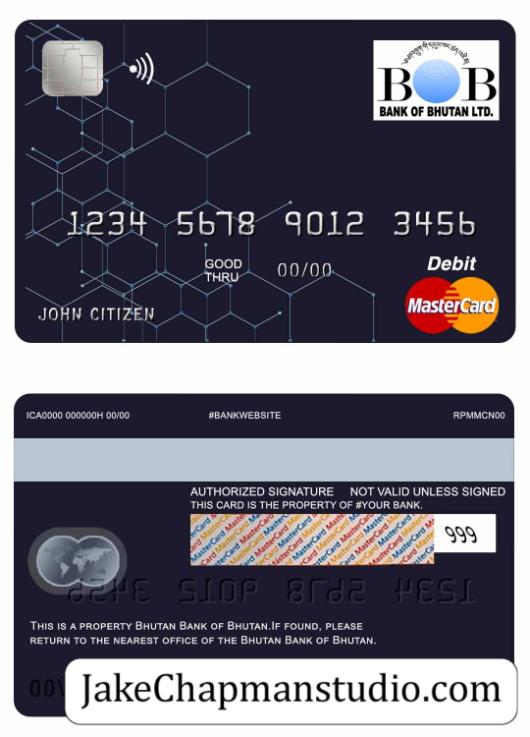 BOB
BANK OF BHUTAN LTD.
1234 5678 9012 3456
GOOD
THRU 00/00
Debit
MasterCard
JOHN CITIZEN
ICA0000 000000H 00/00 #BANKWEBSITE RPMMCN00
AUTHORIZED SIGNATURE NOT VALID UNLESS SIGNED
THIS CARD IS THE PROPERTY OF #YOUR BANK.
999
THIS IS A PROPERTY BHUTAN BANK OF BHUTAN.IF FOUND, PLEASE
RETURN TO THE NEAREST OFFICE OF THE BHUTAN BANK OF BHUTAN.
JakeChapmanstudio.com